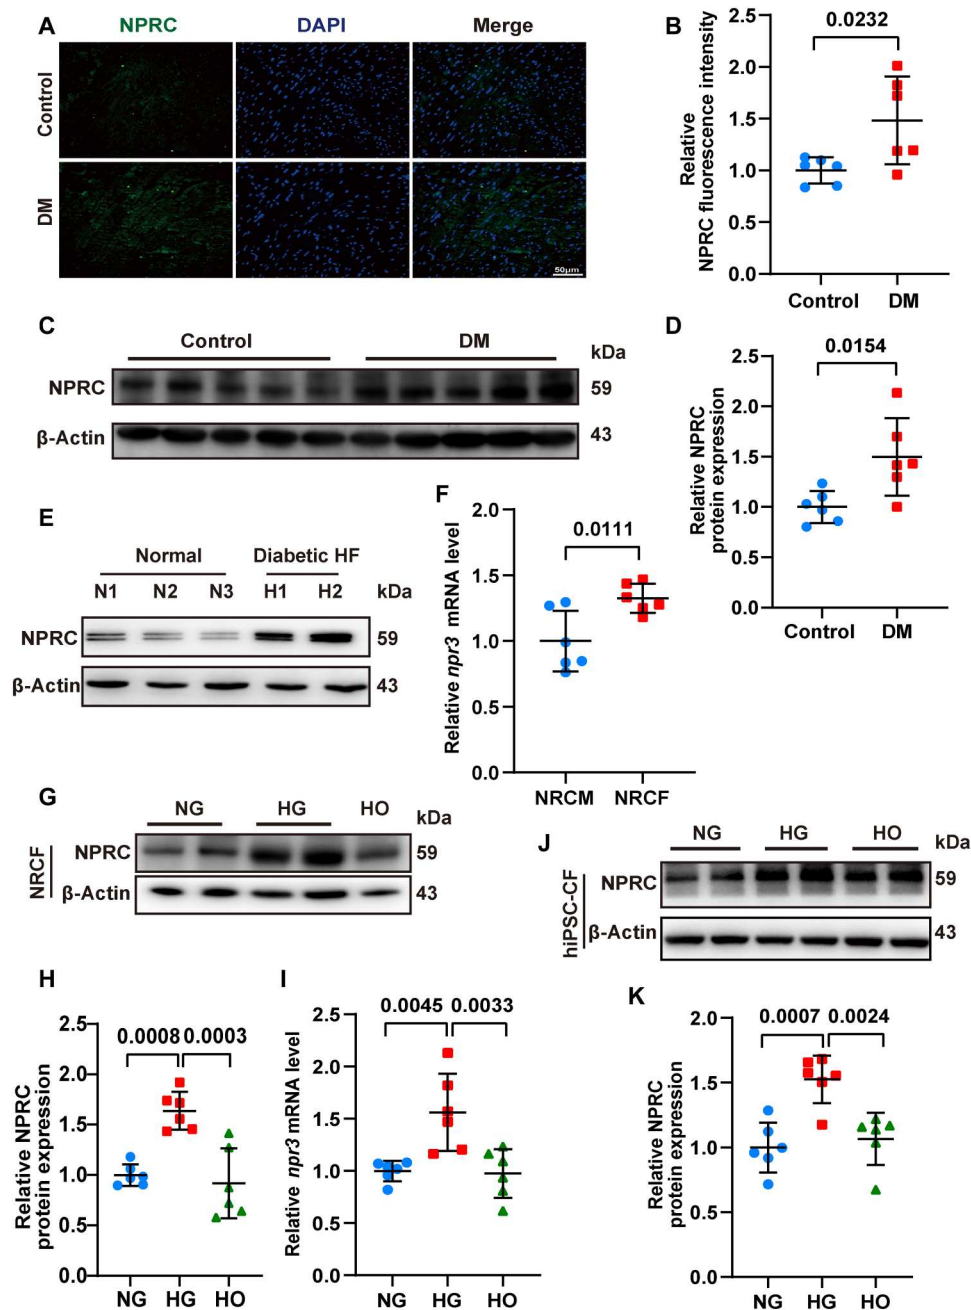 A
NPRC
DAPI
Merge
Control
DM
50μm
B
Relative
NPRC fluorescence intensity
2.5
2.0
1.5
1.0
0.5
0.0
0.0232
Control
DM
C
Control
DM
kDa
NPRC
59
β-Actin
43
D
Relative NPRC
protein expression
2.5
2.0
1.5
1.0
0.5
0.0
0.0154
Control
DM
E
Normal
Diabetic HF
N1
N2
N3
H1
H2
kDa
NPRC
59
β-Actin
43
F
Relative npr3 mRNA level
2.0
1.5
1.0
0.5
0.0
0.0111
NRCM
NRCF
G
NG
HG
HO
kDa
NRCF
NPRC
59
β-Actin
43
J
NG
HG
HO
kDa
hiPSC-CF
NPRC
59
β-Actin
43
H
Relative NPRC
protein expression
2.5
2.0
1.5
1.0
0.5
0.0
0.0008
0.0003
NG
HG
HO
I
Relative npr3 mRNA level
2.5
2.0
1.5
1.0
0.5
0.0
0.0045
0.0033
NG
HG
HO
K
Relative NPRC
protein expression
2.0
1.5
1.0
0.5
0.0
0.0007
0.0024
NG
HG
HO